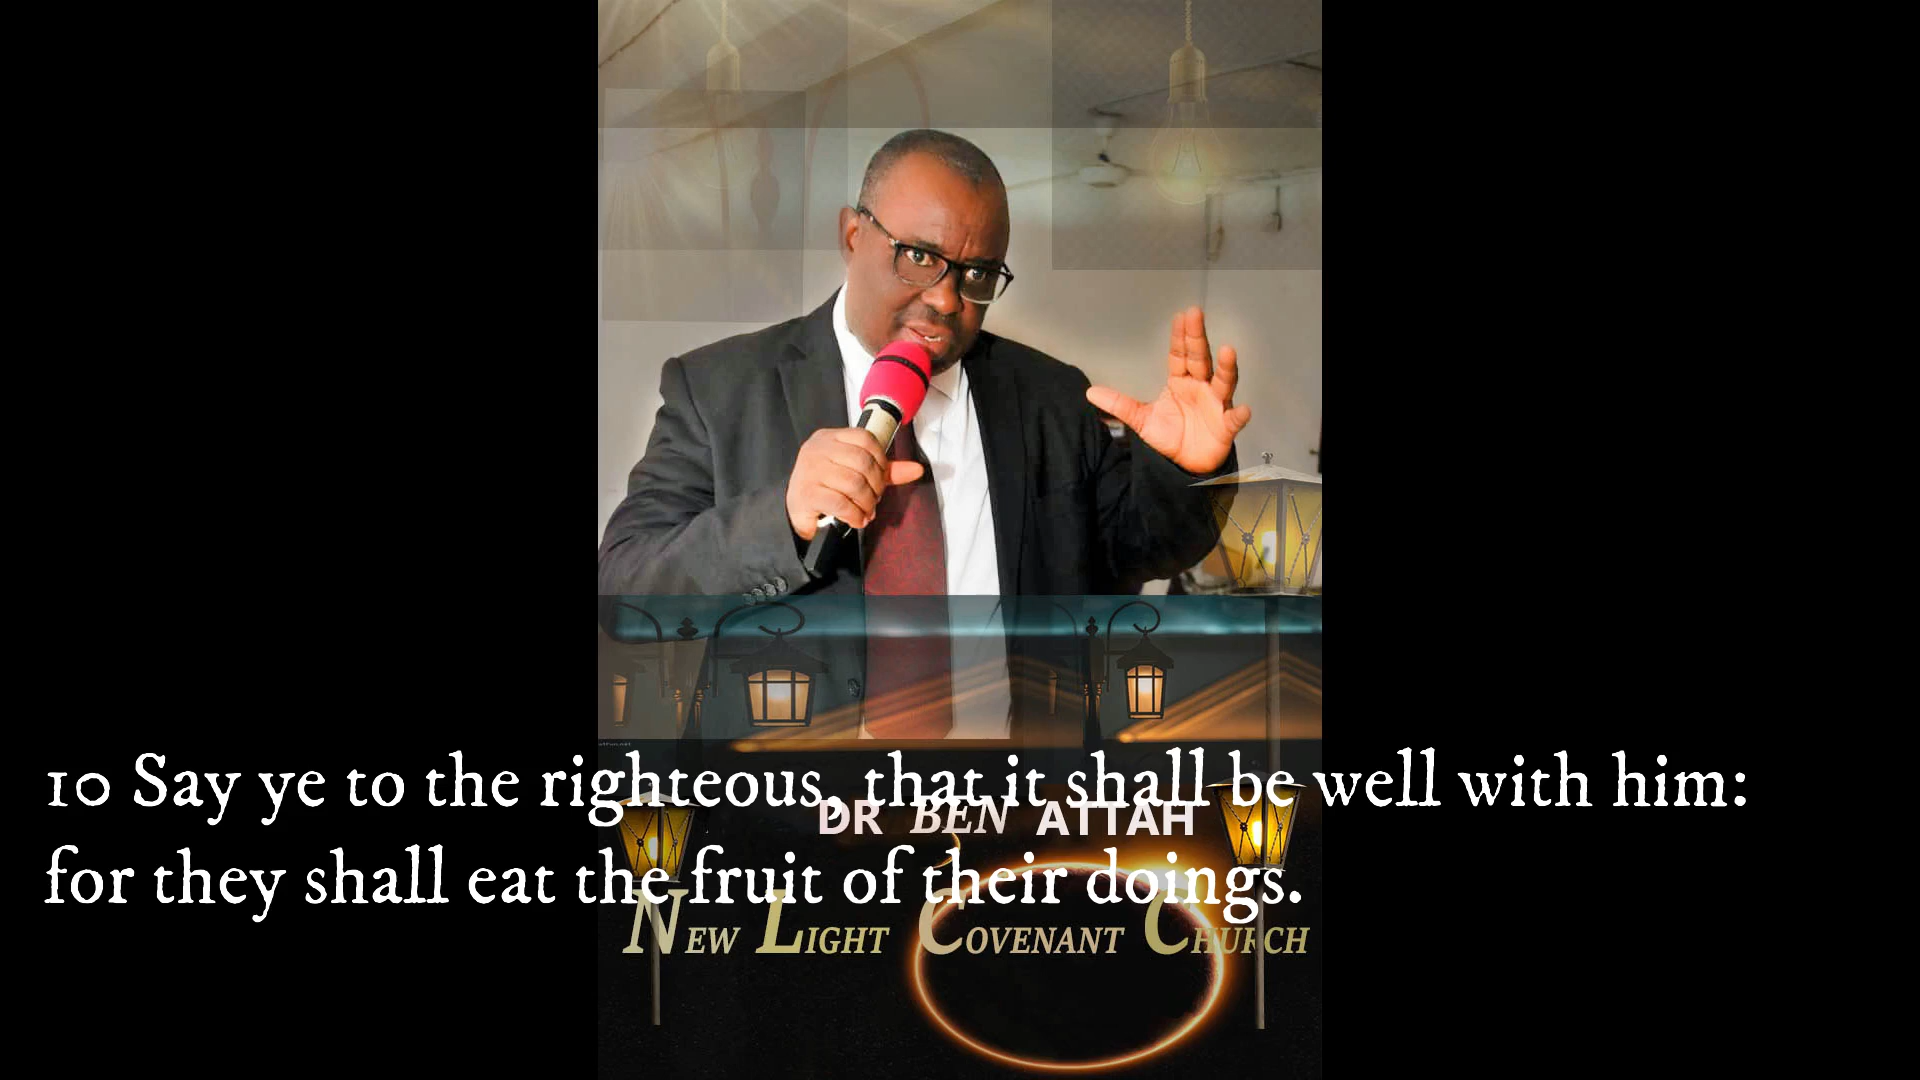 10 Say ye to the righteous, that it shall be well with him:
DR BEN ATTAH
for they shall eat the fruit of their doings.
NEW LIGHT COVENANT CHURCH